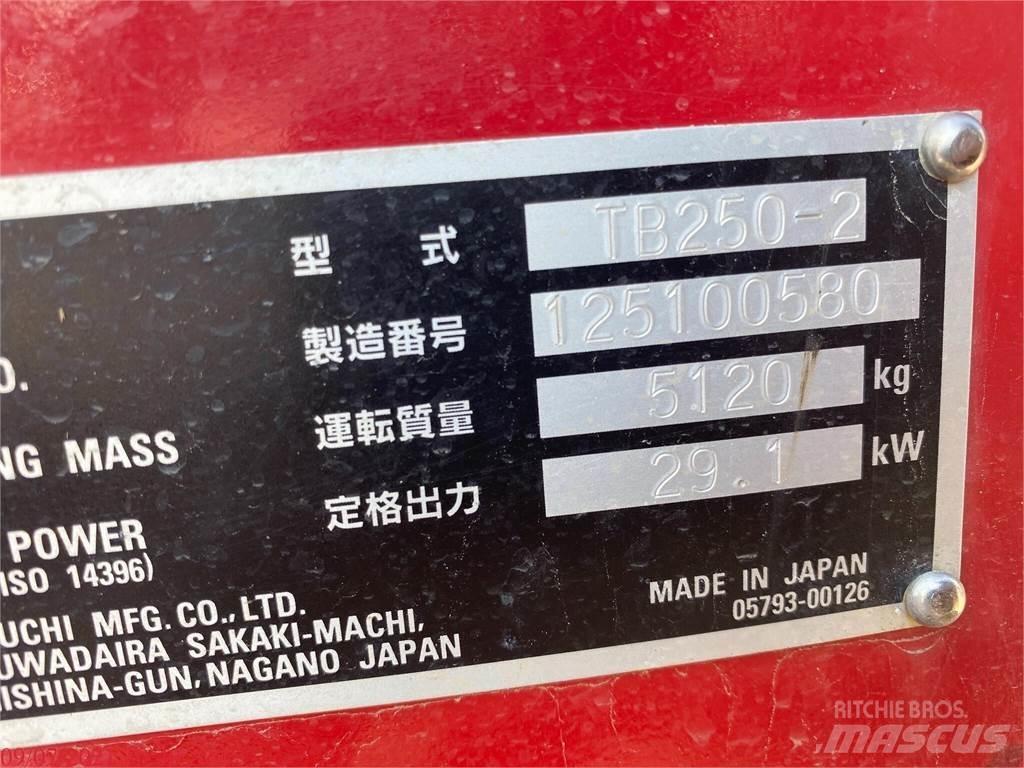 型 式 TB250-2
O. 製造番号 125100580
NG MASS 運転質量 5120 kg
POWER 定格出力 29.1 kW
ISO 14396)
UCHI MFG. CO., LTD.
UWADAIRA SAKAKI-MACHI,
ISHINA-GUN, NAGANO JAPAN
MADE IN JAPAN
05793-00126
RITCHIE BROS.
MASCUS